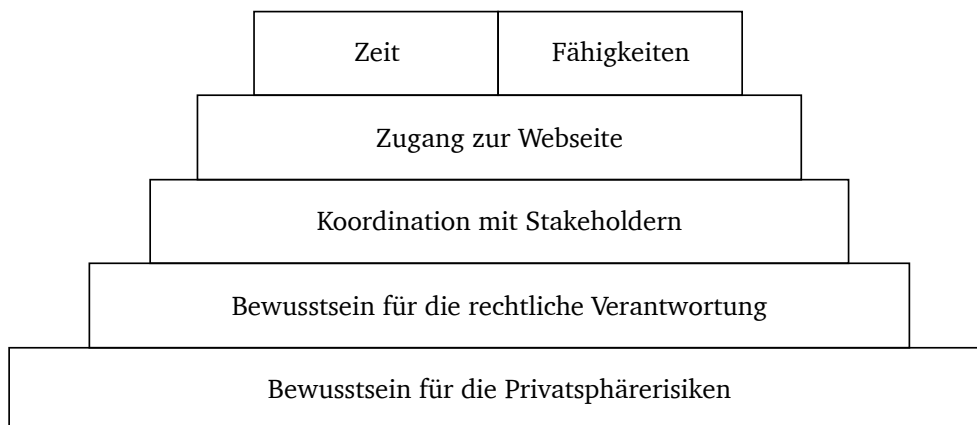 Zeit
Fähigkeiten
Zugang zur Webseite
Koordination mit Stakeholdern
Bewusstsein für die rechtliche Verantwortung
Bewusstsein für die Privatsphärerisiken